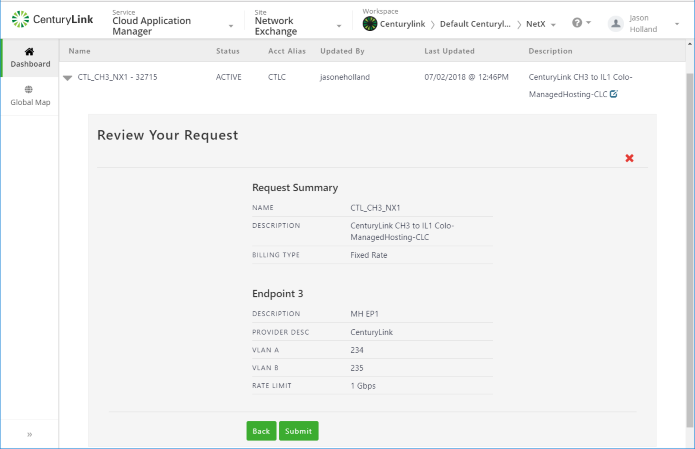 CenturyLink
Service
Cloud Application
Manager
Site
Network
Exchange
Workspace
Centurylink > Default Centuryl... > NetX
Jason
Holland
Dashboard
Global Map
»
Name Status Acct Alias Updated By Last Updated Description
CTL_CH3_NX1 - 32715 ACTIVE CTLC jasoneholland 07/02/2018 @ 12:46PM CenturyLink CH3 to IL1 Colo-
ManagedHosting-CLC
Review Your Request
Request Summary
NAME CTL_CH3_NX1
DESCRIPTION CenturyLink CH3 to IL1 Colo-
ManagedHosting-CLC
BILLING TYPE Fixed Rate
Endpoint 3
DESCRIPTION MH EP1
PROVIDER DESC CenturyLink
VLAN A 234
VLAN B 235
RATE LIMIT 1 Gbps
Back Submit